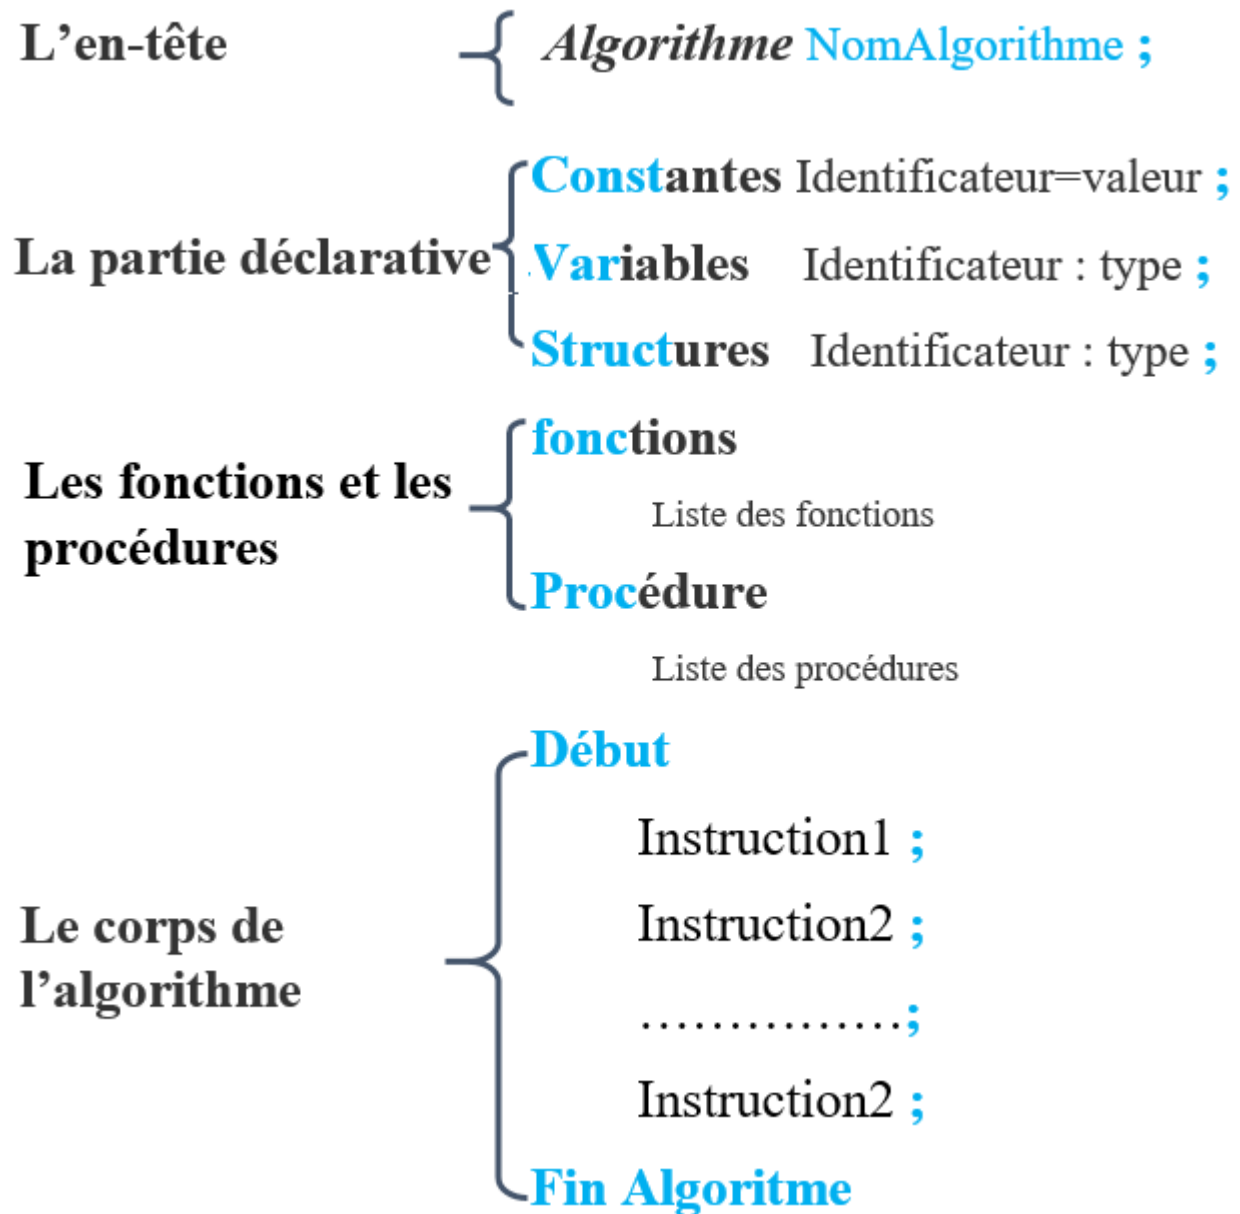 L’en-tête
Algorithme NomAlgorithme ;
Constantes Identificateur=valeur ;
La partie déclarative
Variables Identificateur : type ;
Structures Identificateur : type ;
fonctions
Les fonctions et les
procédures
Liste des fonctions
Procédure
Liste des procédures
Début
Instruction1 ;
Instruction2 ;
Le corps de
l’algorithme
……………;
Instruction2 ;
Fin Algoritme